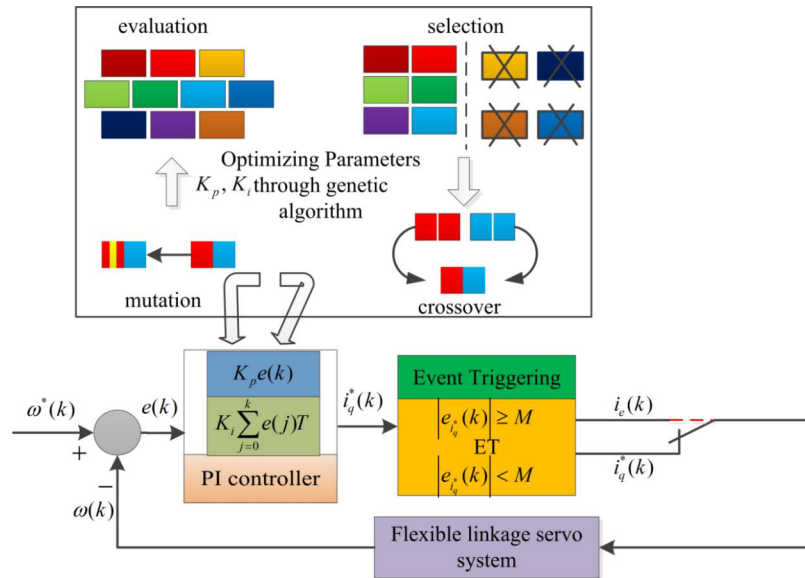 evaluation
selection
Optimizing Parameters
K_p, K_i through genetic
algorithm
mutation
crossover
K_p e(k)
K_i \sum_{j=0}^{k} e(j)T
PI controller
ω*(k)
+
−
e(k)
ω(k)
i_q^*(k)
Event Triggering
|e_{i_q^*}(k)| ≥ M
ET
|e_{i_q^*}(k)| < M
i_e(k)
i_q^*(k)
Flexible linkage servo
system